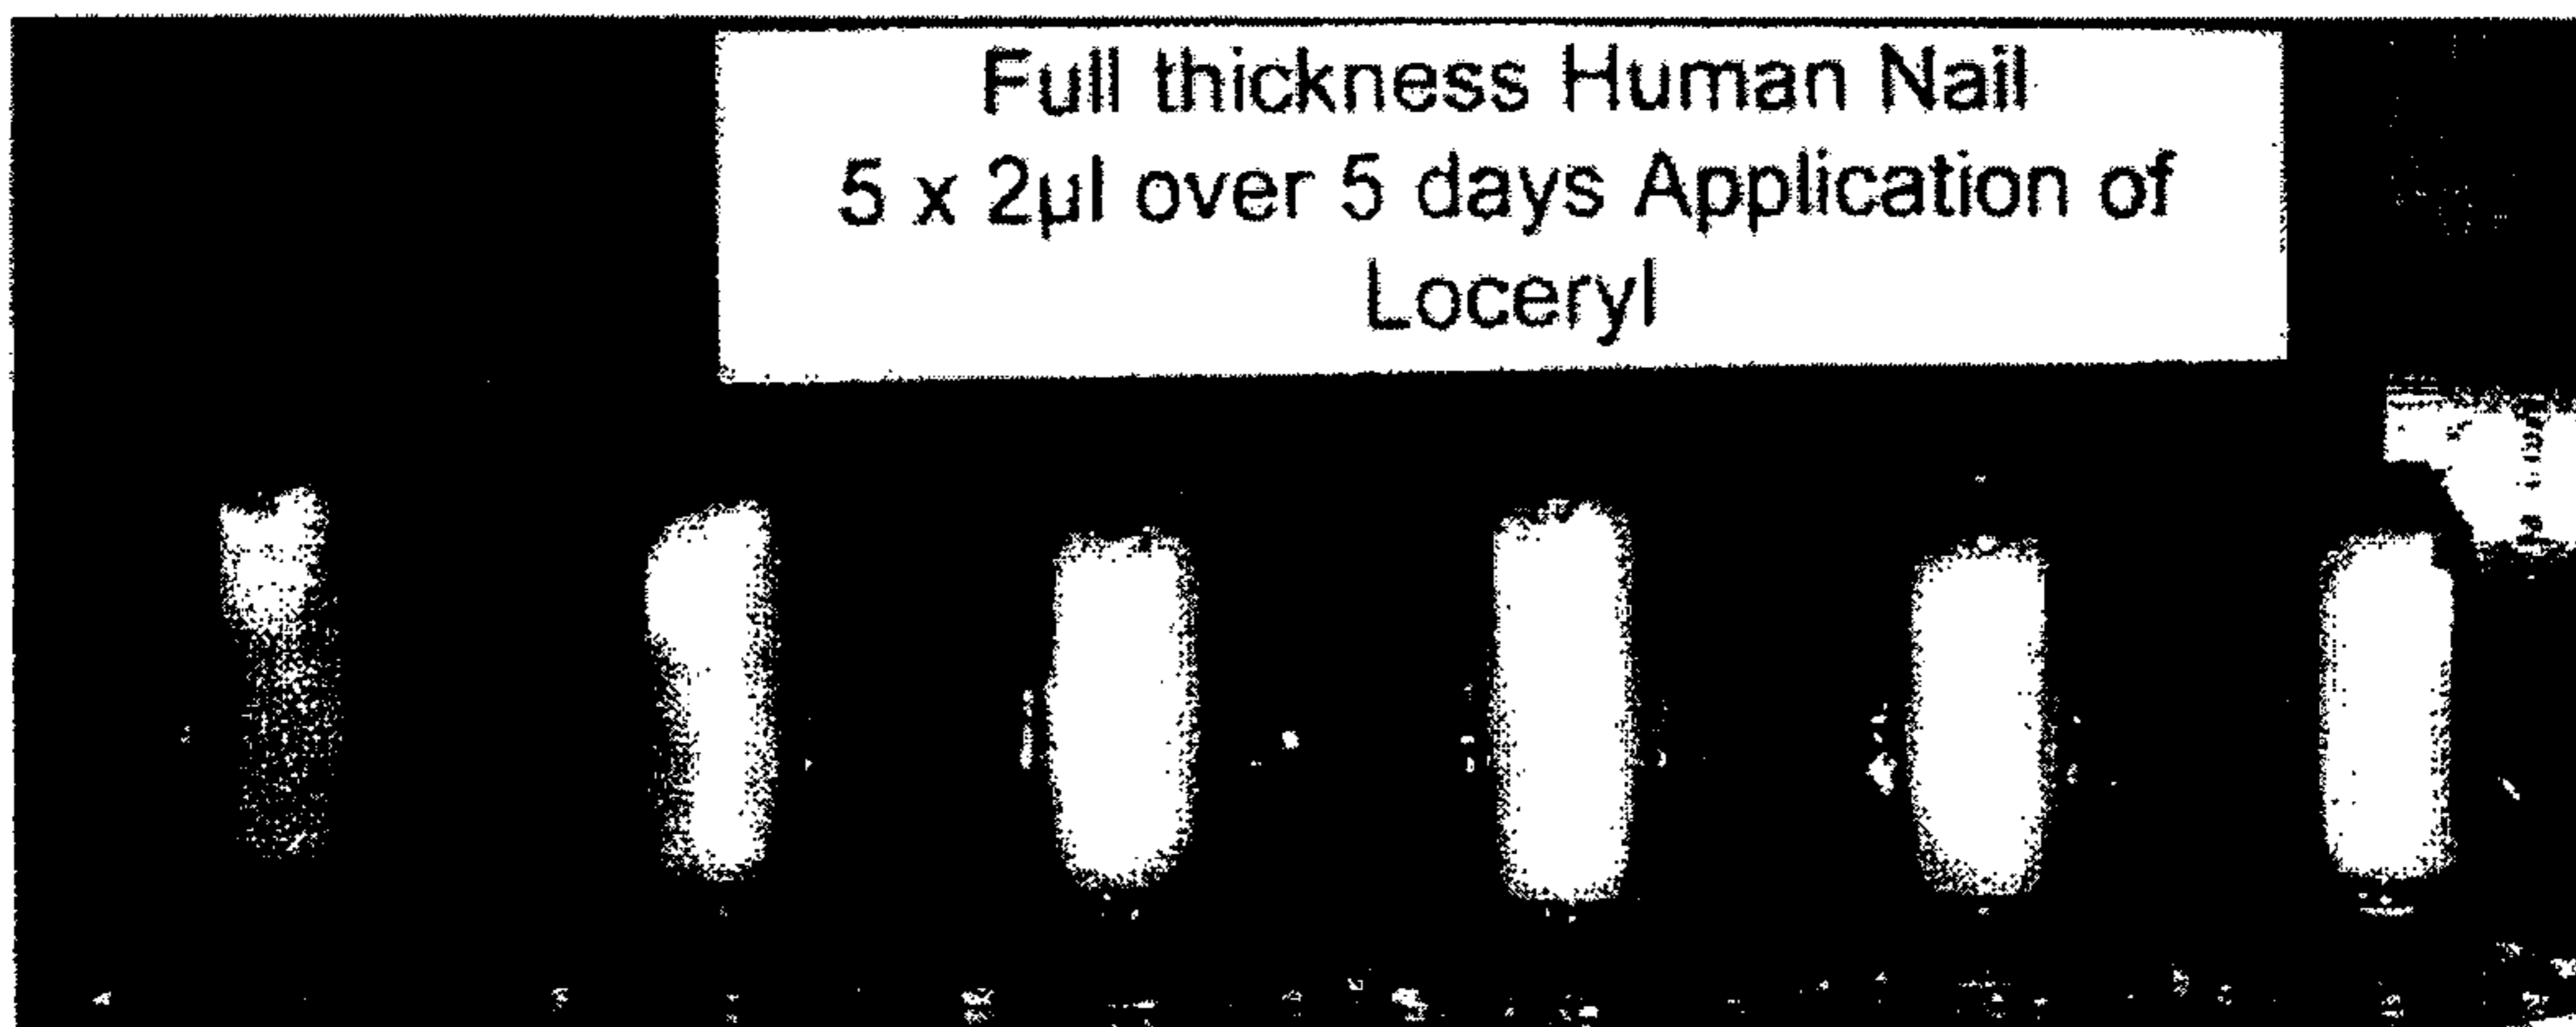 Full thickness Human Nail
5 x 2µl over 5 days Application of
Loceryl